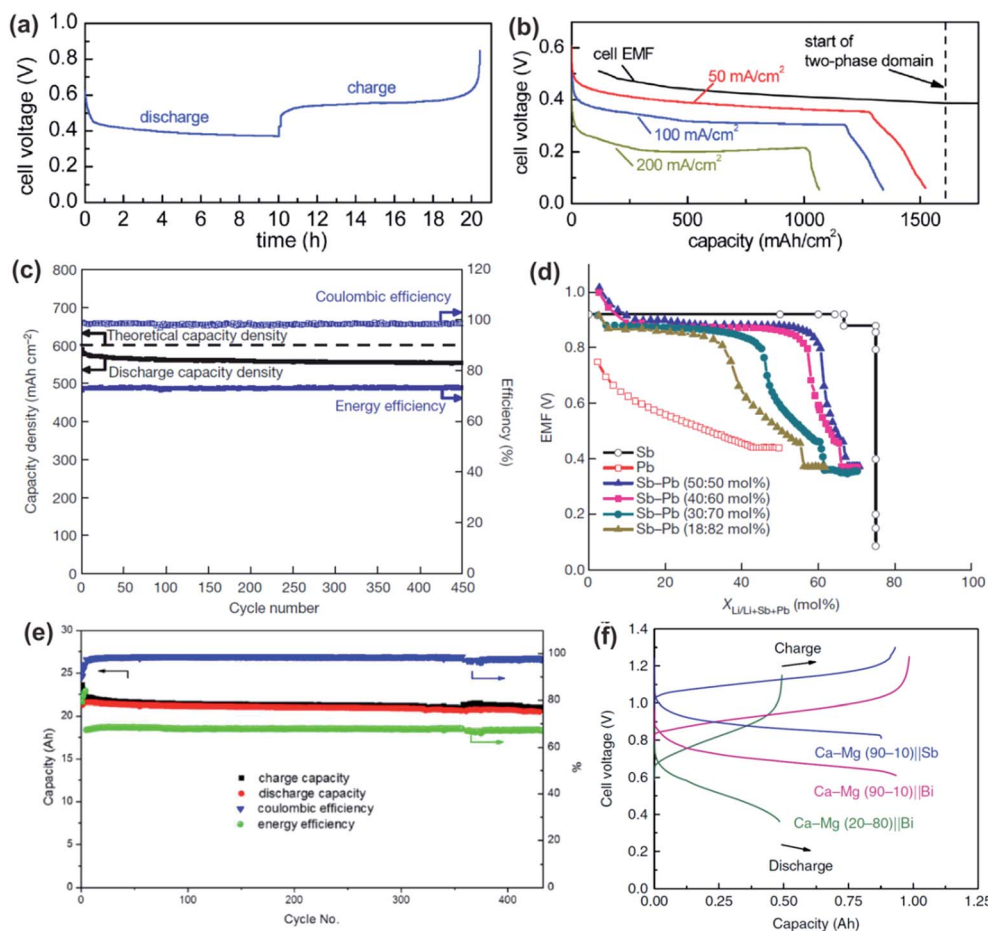 (a)
1.0
0.8
0.6
0.4
0.2
0.0
cell voltage (V)
discharge
charge
0 2 4 6 8 10 12 14 16 18 20
time (h)
(b)
0.6
0.4
0.2
0.0
cell voltage (V)
cell EMF
50 mA/cm²
100 mA/cm²
200 mA/cm²
start of
two-phase domain
0 500 1000 1500
capacity (mAh/cm²)
(c)
800
700
600
500
400
300
200
100
0
Capacity density (mAh cm⁻²)
Coulombic efficiency
Theoretical capacity density
Discharge capacity density
Energy efficiency
120
100
80
60
40
20
0
Efficiency (%)
0 50 100 150 200 250 300 350 400 450
Cycle number
(d)
1.0
0.8
0.6
0.4
0.2
0.0
EMF (V)
Sb
Pb
Sb–Pb (50:50 mol%)
Sb–Pb (40:60 mol%)
Sb–Pb (30:70 mol%)
Sb–Pb (18:82 mol%)
0 20 40 60 80 100
XLi/Li+Sb+Pb (mol%)
(e)
30
25
20
15
10
5
0
Capacity (Ah)
charge capacity
discharge capacity
coulombic efficiency
energy efficiency
100
80
60
40
20
0
%
0 100 200 300 400
Cycle No.
(f)
1.4
1.2
1.0
0.8
0.6
1.4
0.2
0.0
Cell voltage (V)
Charge
Ca–Mg (90–10)||Sb
Ca–Mg (90–10)||Bi
Ca–Mg (20–80)||Bi
Discharge
0.00 0.25 0.50 0.75 1.00 1.25
Capacity (Ah)